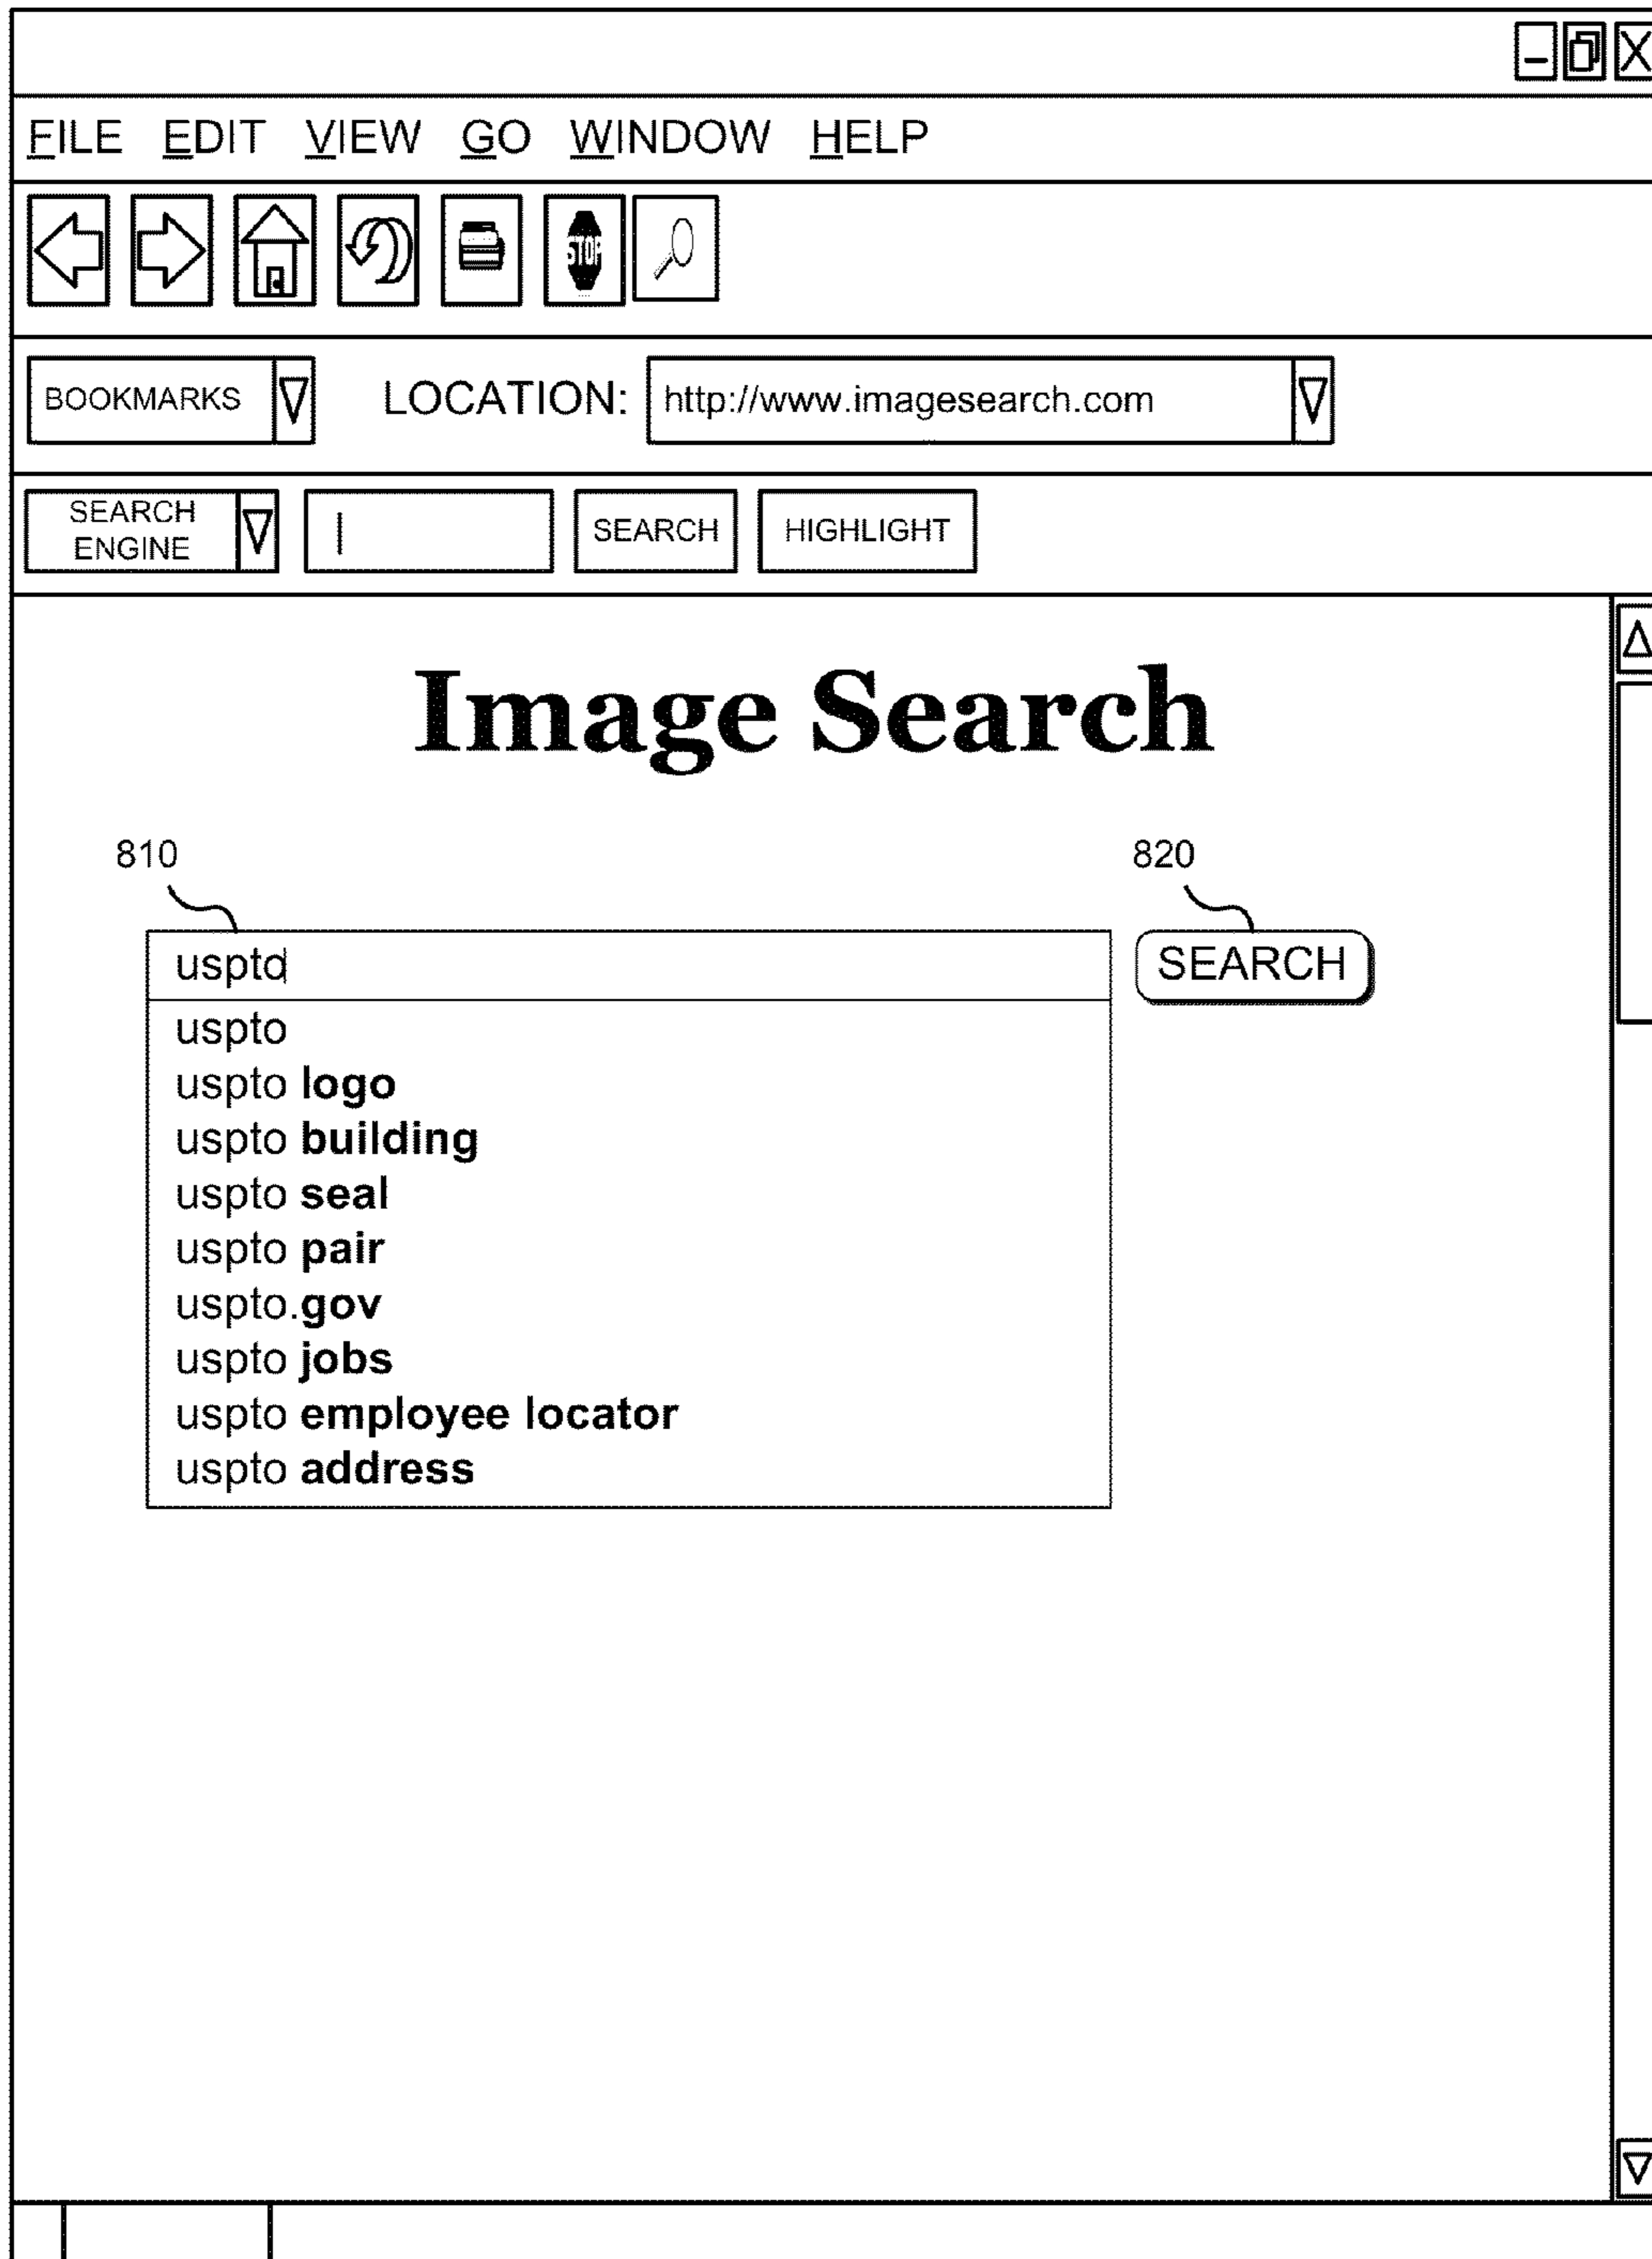 FILE EDIT VIEW GO WINDOW HELP
STOP
BOOKMARKS LOCATION: http://www.imagesearch.com
SEARCH ENGINE SEARCH HIGHLIGHT
Image Search
810 820
uspto SEARCH
uspto
uspto logo
uspto building
uspto seal
uspto pair
uspto.gov
uspto jobs
uspto employee locator
uspto address